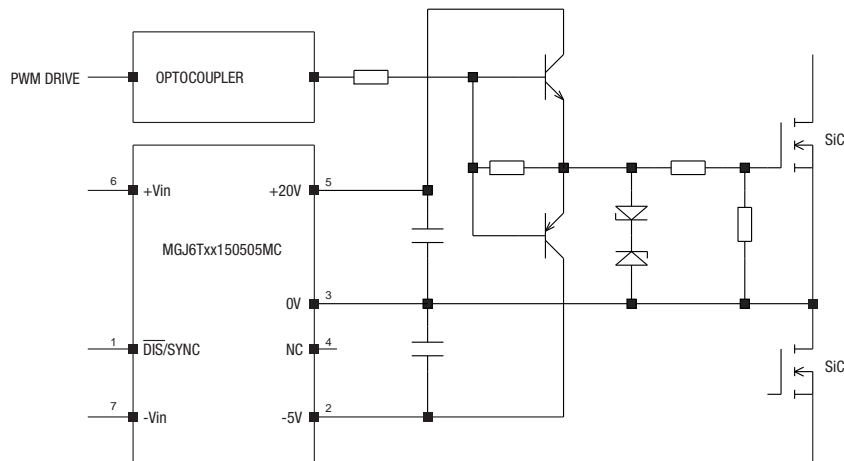 PWM DRIVE
OPTOCOUPLER
SiC
6
+Vin
+20V
5
MGJ6Txx150505MC
0V
3
1
DIS/SYNC
NC
4
SiC
7
-Vin
-5V
2